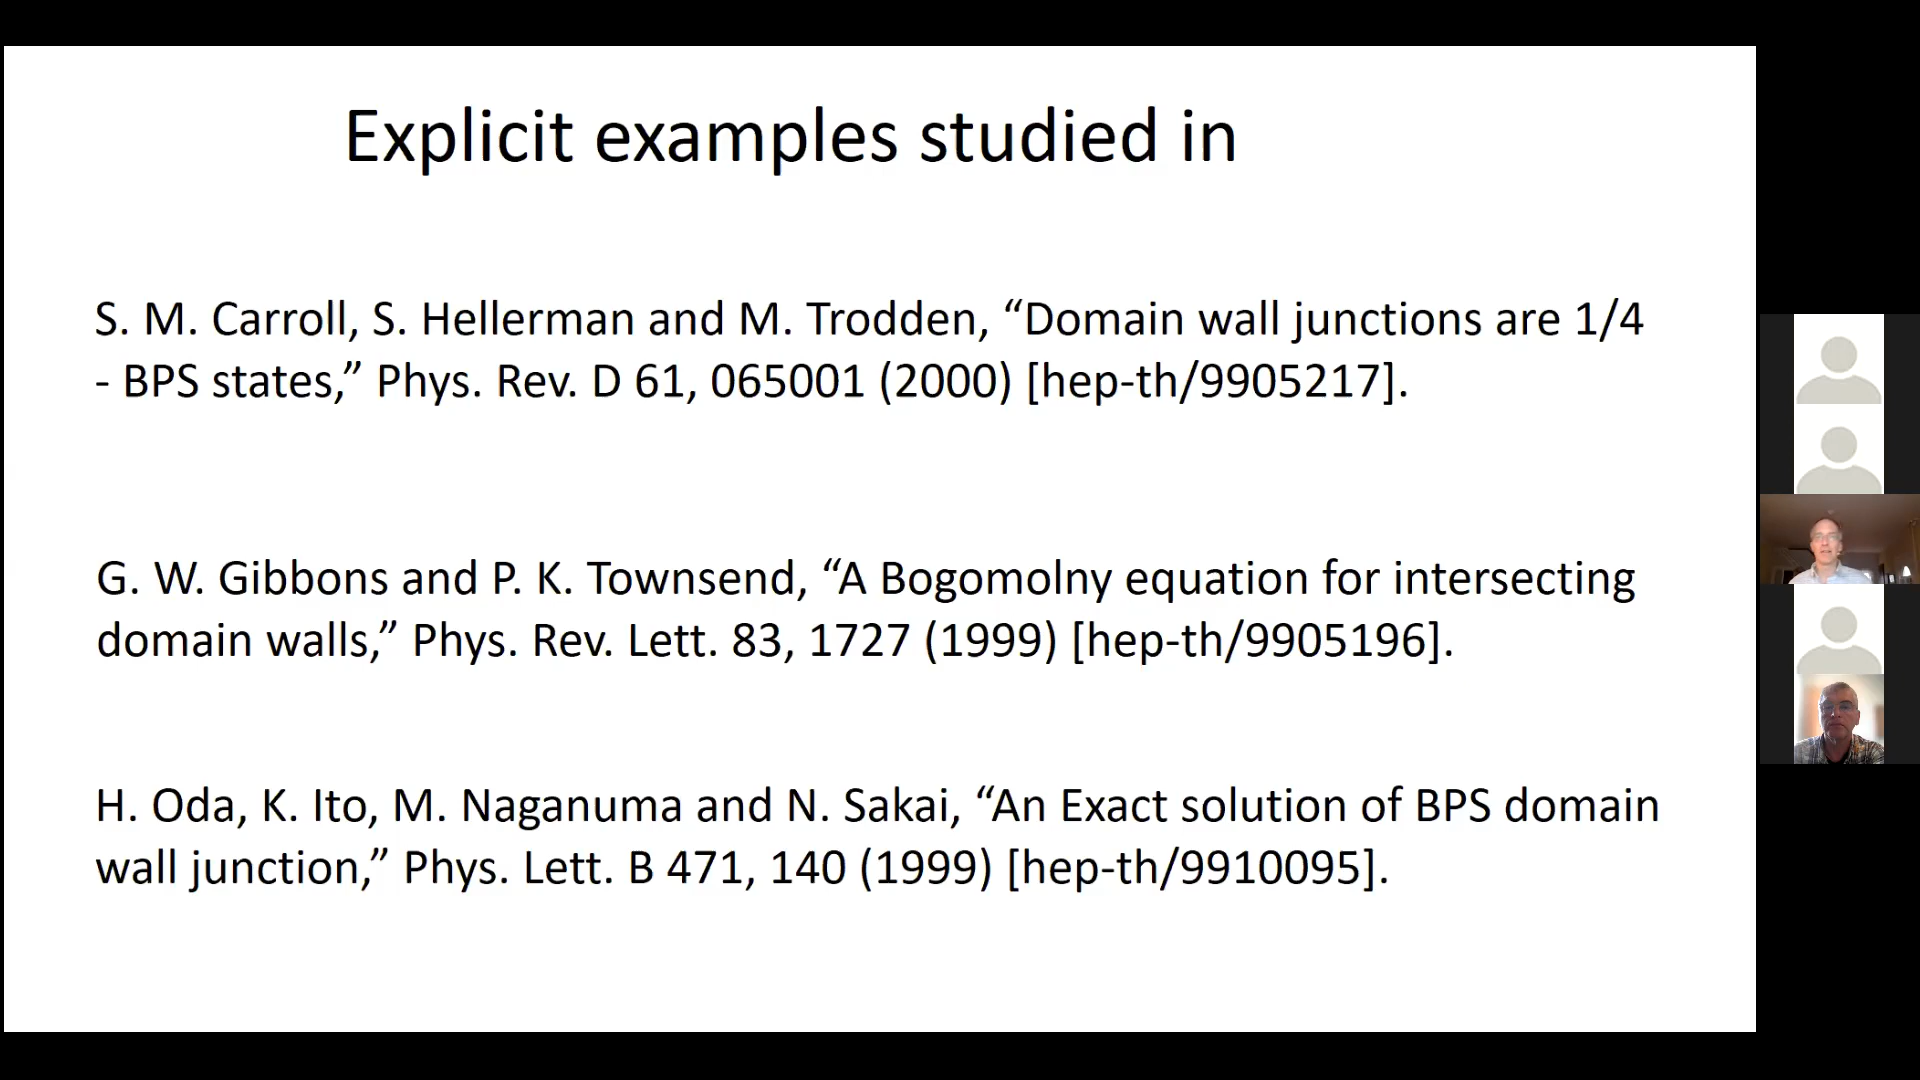 Explicit examples studied in
S. M. Carroll, S. Hellerman and M. Trodden, “Domain wall junctions are 1/4
- BPS states,” Phys. Rev. D 61, 065001 (2000) [hep-th/9905217].
G. W. Gibbons and P. K. Townsend, “A Bogomolny equation for intersecting
domain walls,” Phys. Rev. Lett. 83, 1727 (1999) [hep-th/9905196].
H. Oda, K. Ito, M. Naganuma and N. Sakai, “An Exact solution of BPS domain
wall junction,” Phys. Lett. B 471, 140 (1999) [hep-th/9910095].